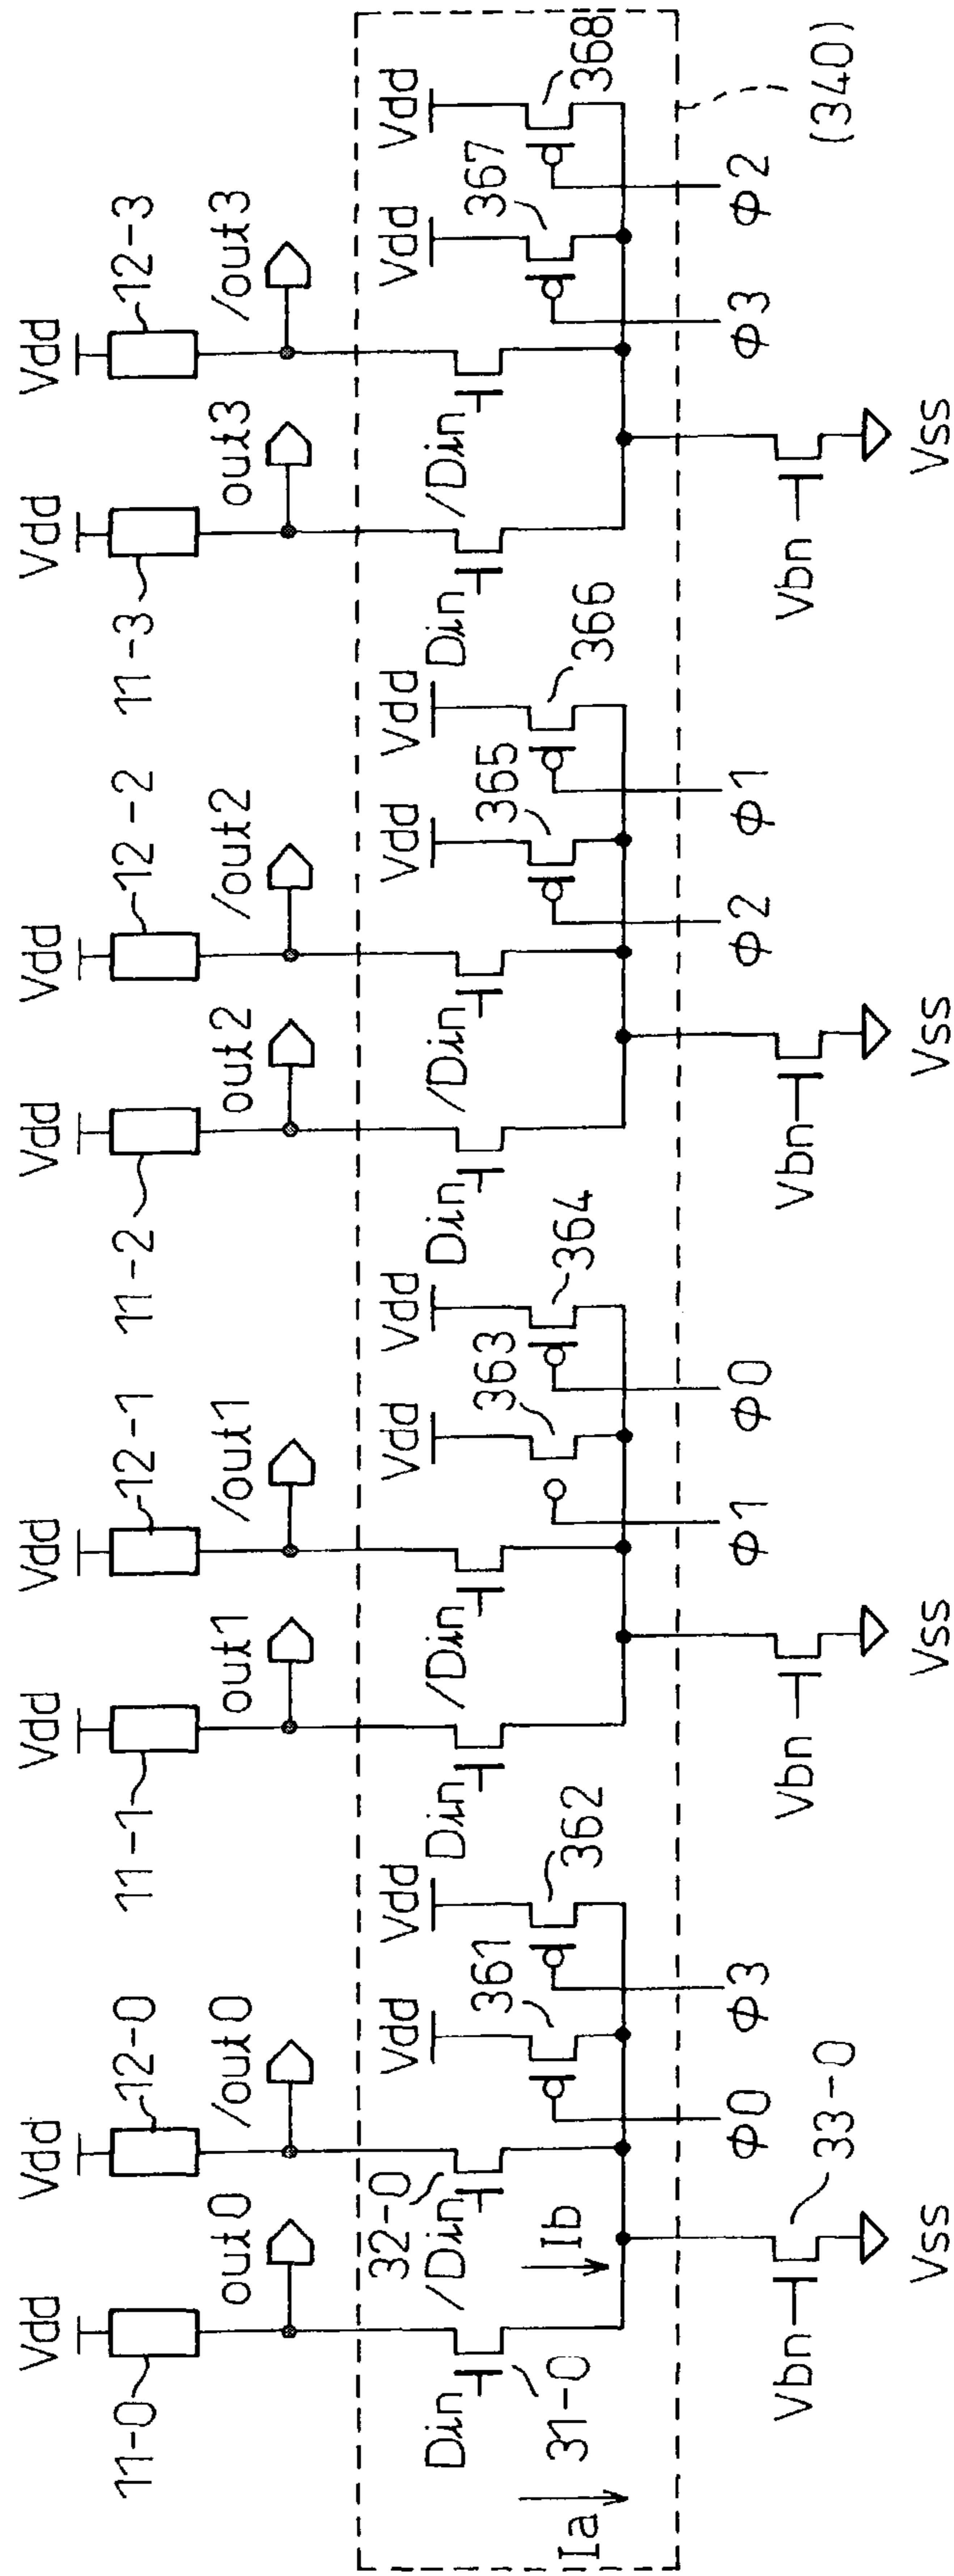 Vdd Vdd Vdd Vdd Vdd Vdd Vdd Vdd
11-0 12-0 11-1 12-1 11-2 12-2 11-3 12-3
out0 /out0 out1 /out1 out2 /out2 out3 /out3
Vdd Vdd Vdd Vdd Vdd Vdd Vdd Vdd
32-0
Din /Din Din /Din Din /Din Din /Din
361 362 363 364 365 366 367 368
31-0
Ia Ib
(340)
Φ0 Φ3 Φ1 Φ0 Φ2 Φ1 Φ3 Φ2
Vbn 33-0 Vbn Vbn Vbn
Vss Vss Vss Vss